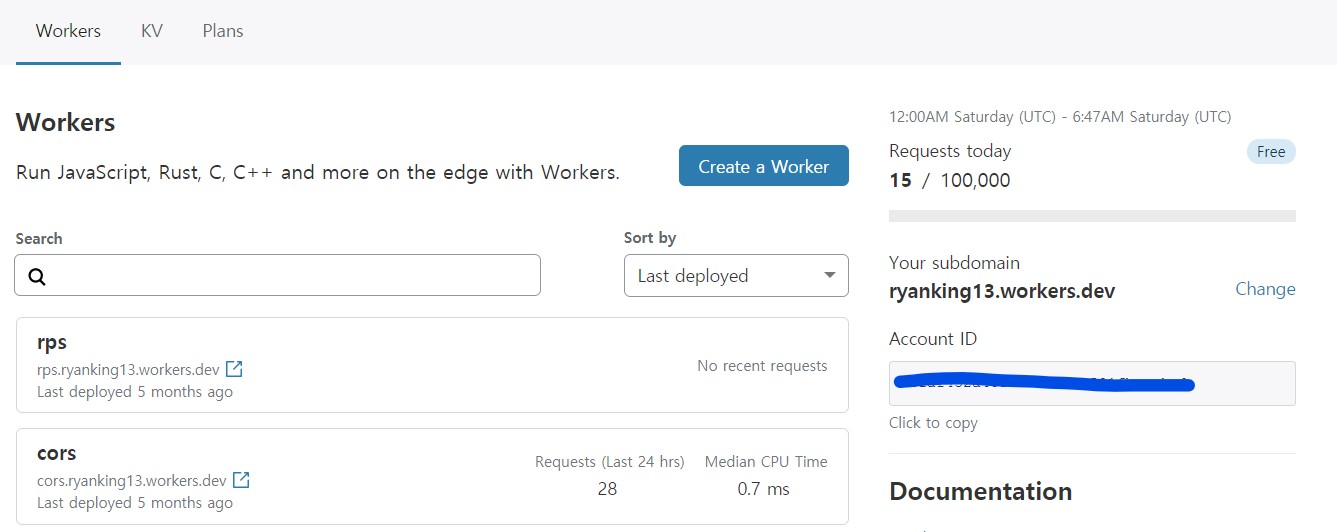 Workers KV Plans
Workers
Run JavaScript, Rust, C, C++ and more on the edge with Workers.
Create a Worker
Search
Sort by
Last deployed
rps
rps.ryanking13.workers.dev
Last deployed 5 months ago
No recent requests
cors
cors.ryanking13.workers.dev
Last deployed 5 months ago
Requests (Last 24 hrs)
28
Median CPU Time
0.7 ms
12:00AM Saturday (UTC) - 6:47AM Saturday (UTC)
Requests today
Free
15 / 100,000
Your subdomain
ryanking13.workers.dev
Change
Account ID
Click to copy
Documentation